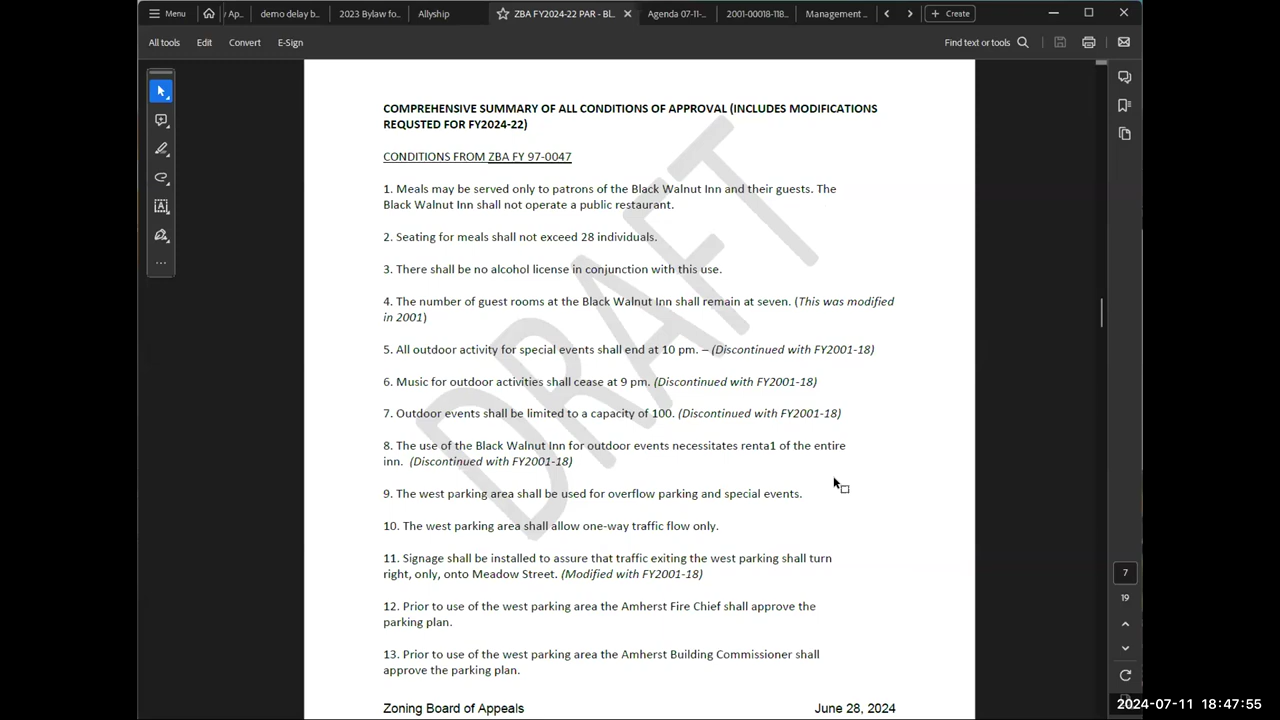 Menu
y Ap...
demo delay b...
2023 Bylaw fo...
Allyship
ZBA FY2024-22 PAR - BL...
Agenda 07-11-...
2001-00018-118...
Management ...
Create
All tools
Edit
Convert
E-Sign
Find text or tools
COMPREHENSIVE SUMMARY OF ALL CONDITIONS OF APPROVAL (INCLUDES MODIFICATIONS
REQUSTED FOR FY2024-22)
CONDITIONS FROM ZBA FY 97-0047
1. Meals may be served only to patrons of the Black Walnut Inn and their guests. The
Black Walnut Inn shall not operate a public restaurant.
2. Seating for meals shall not exceed 28 individuals.
3. There shall be no alcohol license in conjunction with this use.
4. The number of guest rooms at the Black Walnut Inn shall remain at seven. (This was modified
in 2001)
5. All outdoor activity for special events shall end at 10 pm. – (Discontinued with FY2001-18)
6. Music for outdoor activities shall cease at 9 pm. (Discontinued with FY2001-18)
7. Outdoor events shall be limited to a capacity of 100. (Discontinued with FY2001-18)
8. The use of the Black Walnut Inn for outdoor events necessitates renta1 of the entire
inn. (Discontinued with FY2001-18)
9. The west parking area shall be used for overflow parking and special events.
10. The west parking area shall allow one-way traffic flow only.
11. Signage shall be installed to assure that traffic exiting the west parking shall turn
right, only, onto Meadow Street. (Modified with FY2001-18)
12. Prior to use of the west parking area the Amherst Fire Chief shall approve the
parking plan.
13. Prior to use of the west parking area the Amherst Building Commissioner shall
approve the parking plan.
Zoning Board of Appeals
June 28, 2024
DRAFT
7
19
2024-07-11 18:47:55